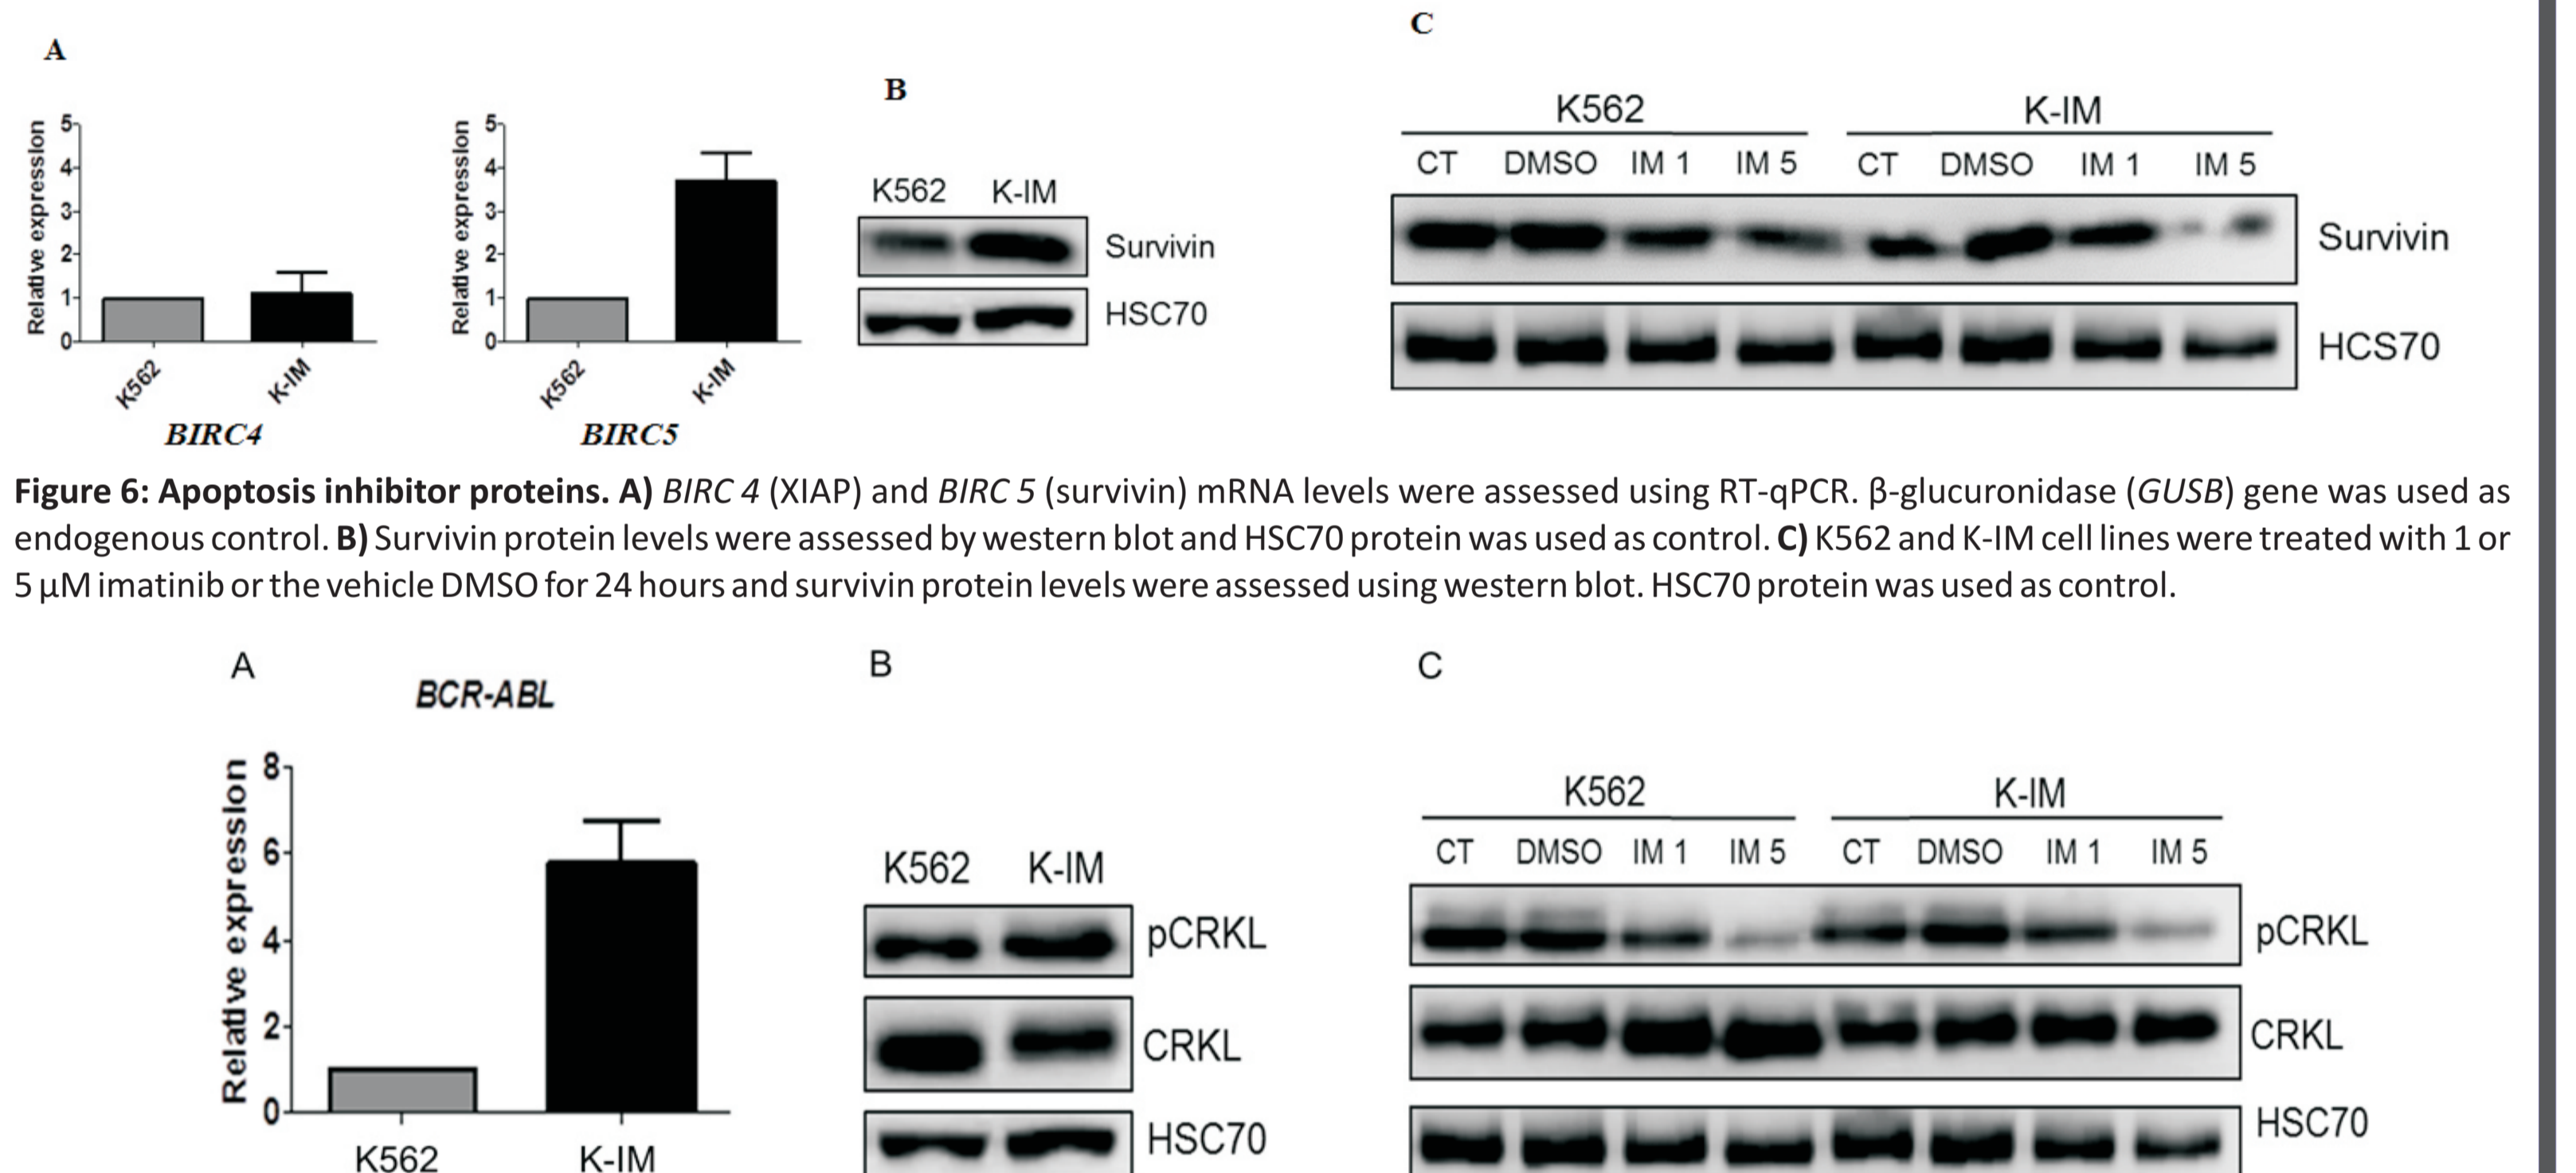 A
Relative expression
5
4
3
2
1
0
K562
K-IM
BIRC4
Relative expression
5
4
3
2
1
0
K562
K-IM
BIRC5
B
K562 K-IM
Survivin
HSC70
C
K562 K-IM
CT DMSO IM 1 IM 5 CT DMSO IM 1 IM 5
Survivin
HCS70
Figure 6: Apoptosis inhibitor proteins. A) BIRC 4 (XIAP) and BIRC 5 (survivin) mRNA levels were assessed using RT-qPCR. β-glucuronidase (GUSB) gene was used as
endogenous control. B) Survivin protein levels were assessed by western blot and HSC70 protein was used as control. C) K562 and K-IM cell lines were treated with 1 or
5 µM imatinib or the vehicle DMSO for 24 hours and survivin protein levels were assessed using western blot. HSC70 protein was used as control.
A
BCR-ABL
Relative expression
8
6
4
2
0
K562
K-IM
B
K562 K-IM
pCRKL
CRKL
HSC70
C
K562 K-IM
CT DMSO IM 1 IM 5 CT DMSO IM 1 IM 5
pCRKL
CRKL
HSC70